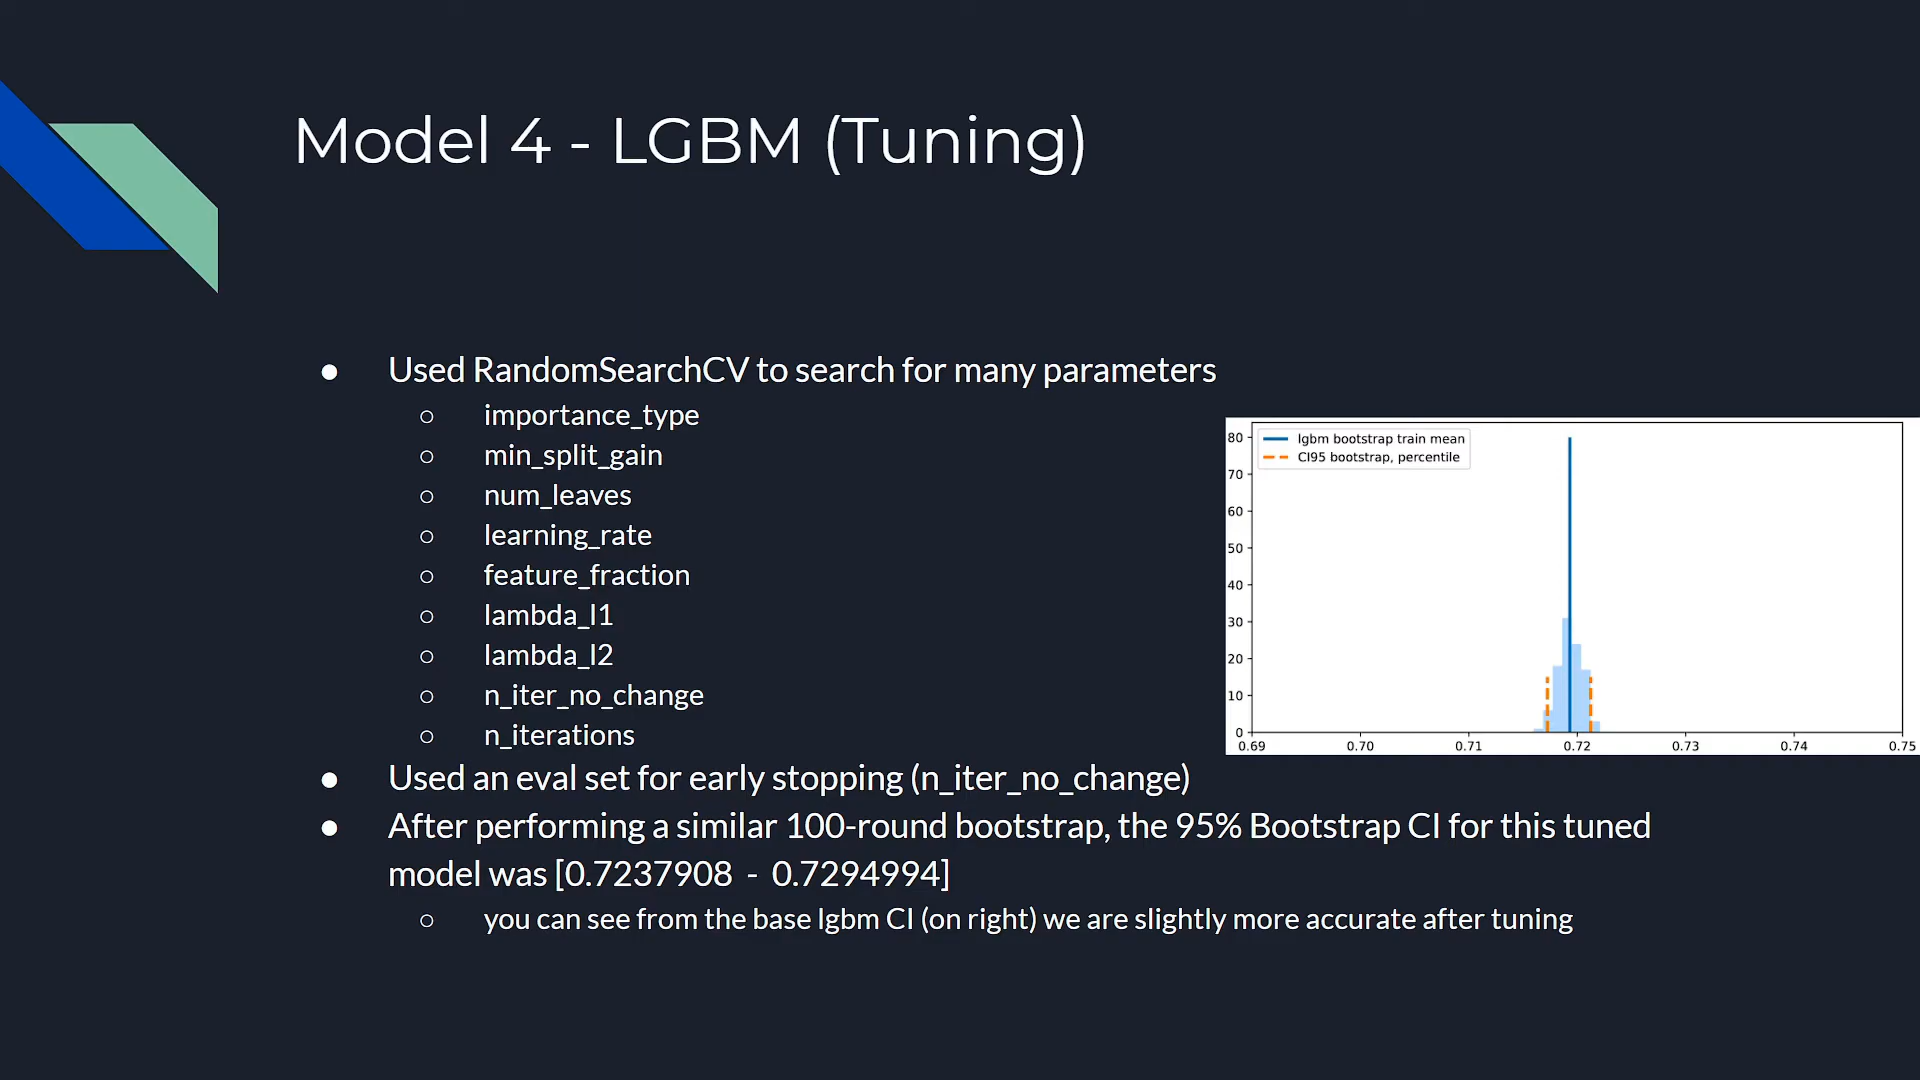 Model 4 - LGBM (Tuning)
● Used RandomSearchCV to search for many parameters
○ importance_type
○ min_split_gain
○ num_leaves
○ learning_rate
○ feature_fraction
○ lambda_l1
○ lambda_l2
○ n_iter_no_change
○ n_iterations
● Used an eval set for early stopping (n_iter_no_change)
● After performing a similar 100-round bootstrap, the 95% Bootstrap CI for this tuned
model was [0.7237908 - 0.7294994]
○ you can see from the base lgbm CI (on right) we are slightly more accurate after tuning
lgbm bootstrap train mean
CI95 bootstrap, percentile
80
70
60
50
40
30
20
10
0
0.69 0.70 0.71 0.72 0.73 0.74 0.75